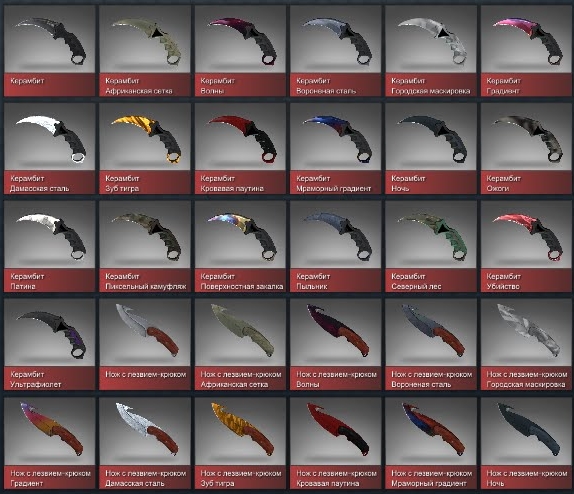 Керамбит
Керамбит
Африканская сетка
Керамбит
Волны
Керамбит
Вороненая сталь
Керамбит
Городская маскировка
Керамбит
Градиент
Керамбит
Дамасская сталь
Керамбит
Зуб тигра
Керамбит
Кровавая паутина
Керамбит
Мраморный градиент
Керамбит
Ночь
Керамбит
Ожоги
Керамбит
Патина
Керамбит
Пиксельный камуфляж
Керамбит
Поверхностная закалка
Керамбит
Пыльник
Керамбит
Северный лес
Керамбит
Убийство
Керамбит
Ультрафиолет
Нож с лезвием-крюком
Нож с лезвием-крюком
Африканская сетка
Нож с лезвием-крюком
Волны
Нож с лезвием-крюком
Вороненая сталь
Нож с лезвием-крюком
Городская маскировка
Нож с лезвием-крюком
Градиент
Нож с лезвием-крюком
Дамасская сталь
Нож с лезвием-крюком
Зуб тигра
Нож с лезвием-крюком
Кровавая паутина
Нож с лезвием-крюком
Мраморный градиент
Нож с лезвием-крюком
Ночь